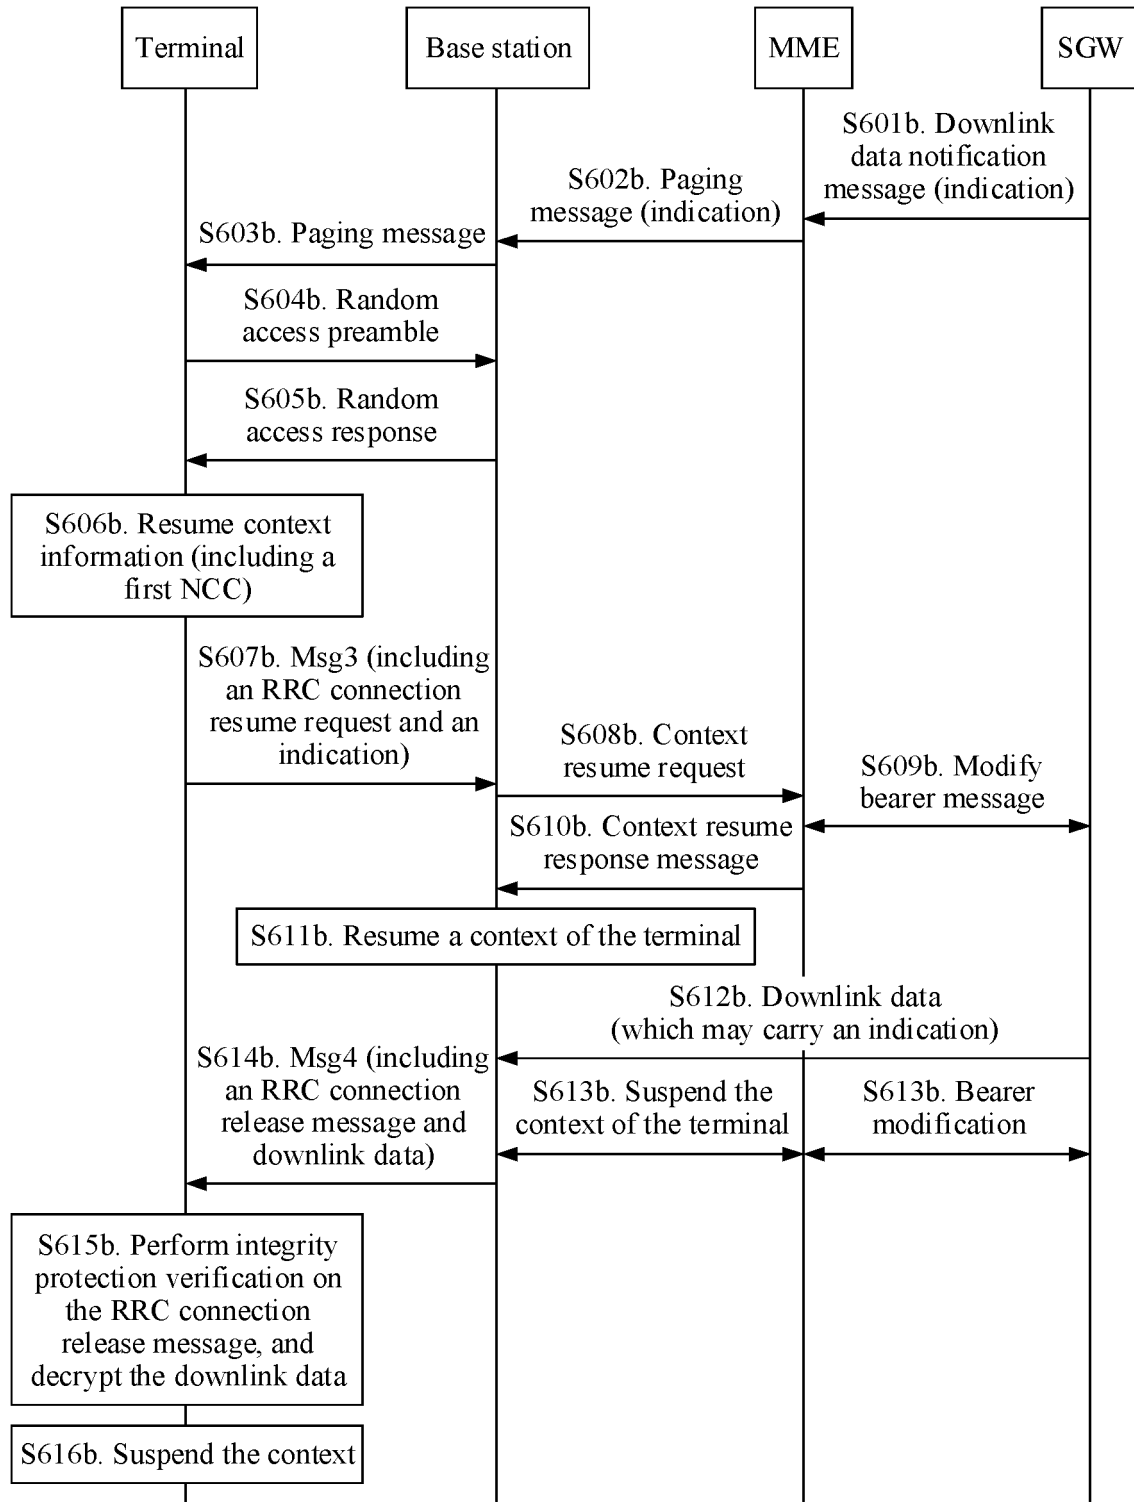 Terminal
Base station
MME
SGW
S601b. Downlink
data notification
message (indication)
S602b. Paging
message (indication)
S603b. Paging message
S604b. Random
access preamble
S605b. Random
access response
S606b. Resume context
information (including a
first NCC)
S607b. Msg3 (including
an RRC connection
resume request and an
indication)
S608b. Context
resume request
S609b. Modify
bearer message
S610b. Context resume
response message
S611b. Resume a context of the terminal
S612b. Downlink data
(which may carry an indication)
S614b. Msg4 (including
an RRC connection
release message and
downlink data)
S613b. Suspend the
context of the terminal
S613b. Bearer
modification
S615b. Perform integrity
protection verification on
the RRC connection
release message, and
decrypt the downlink data
S616b. Suspend the context